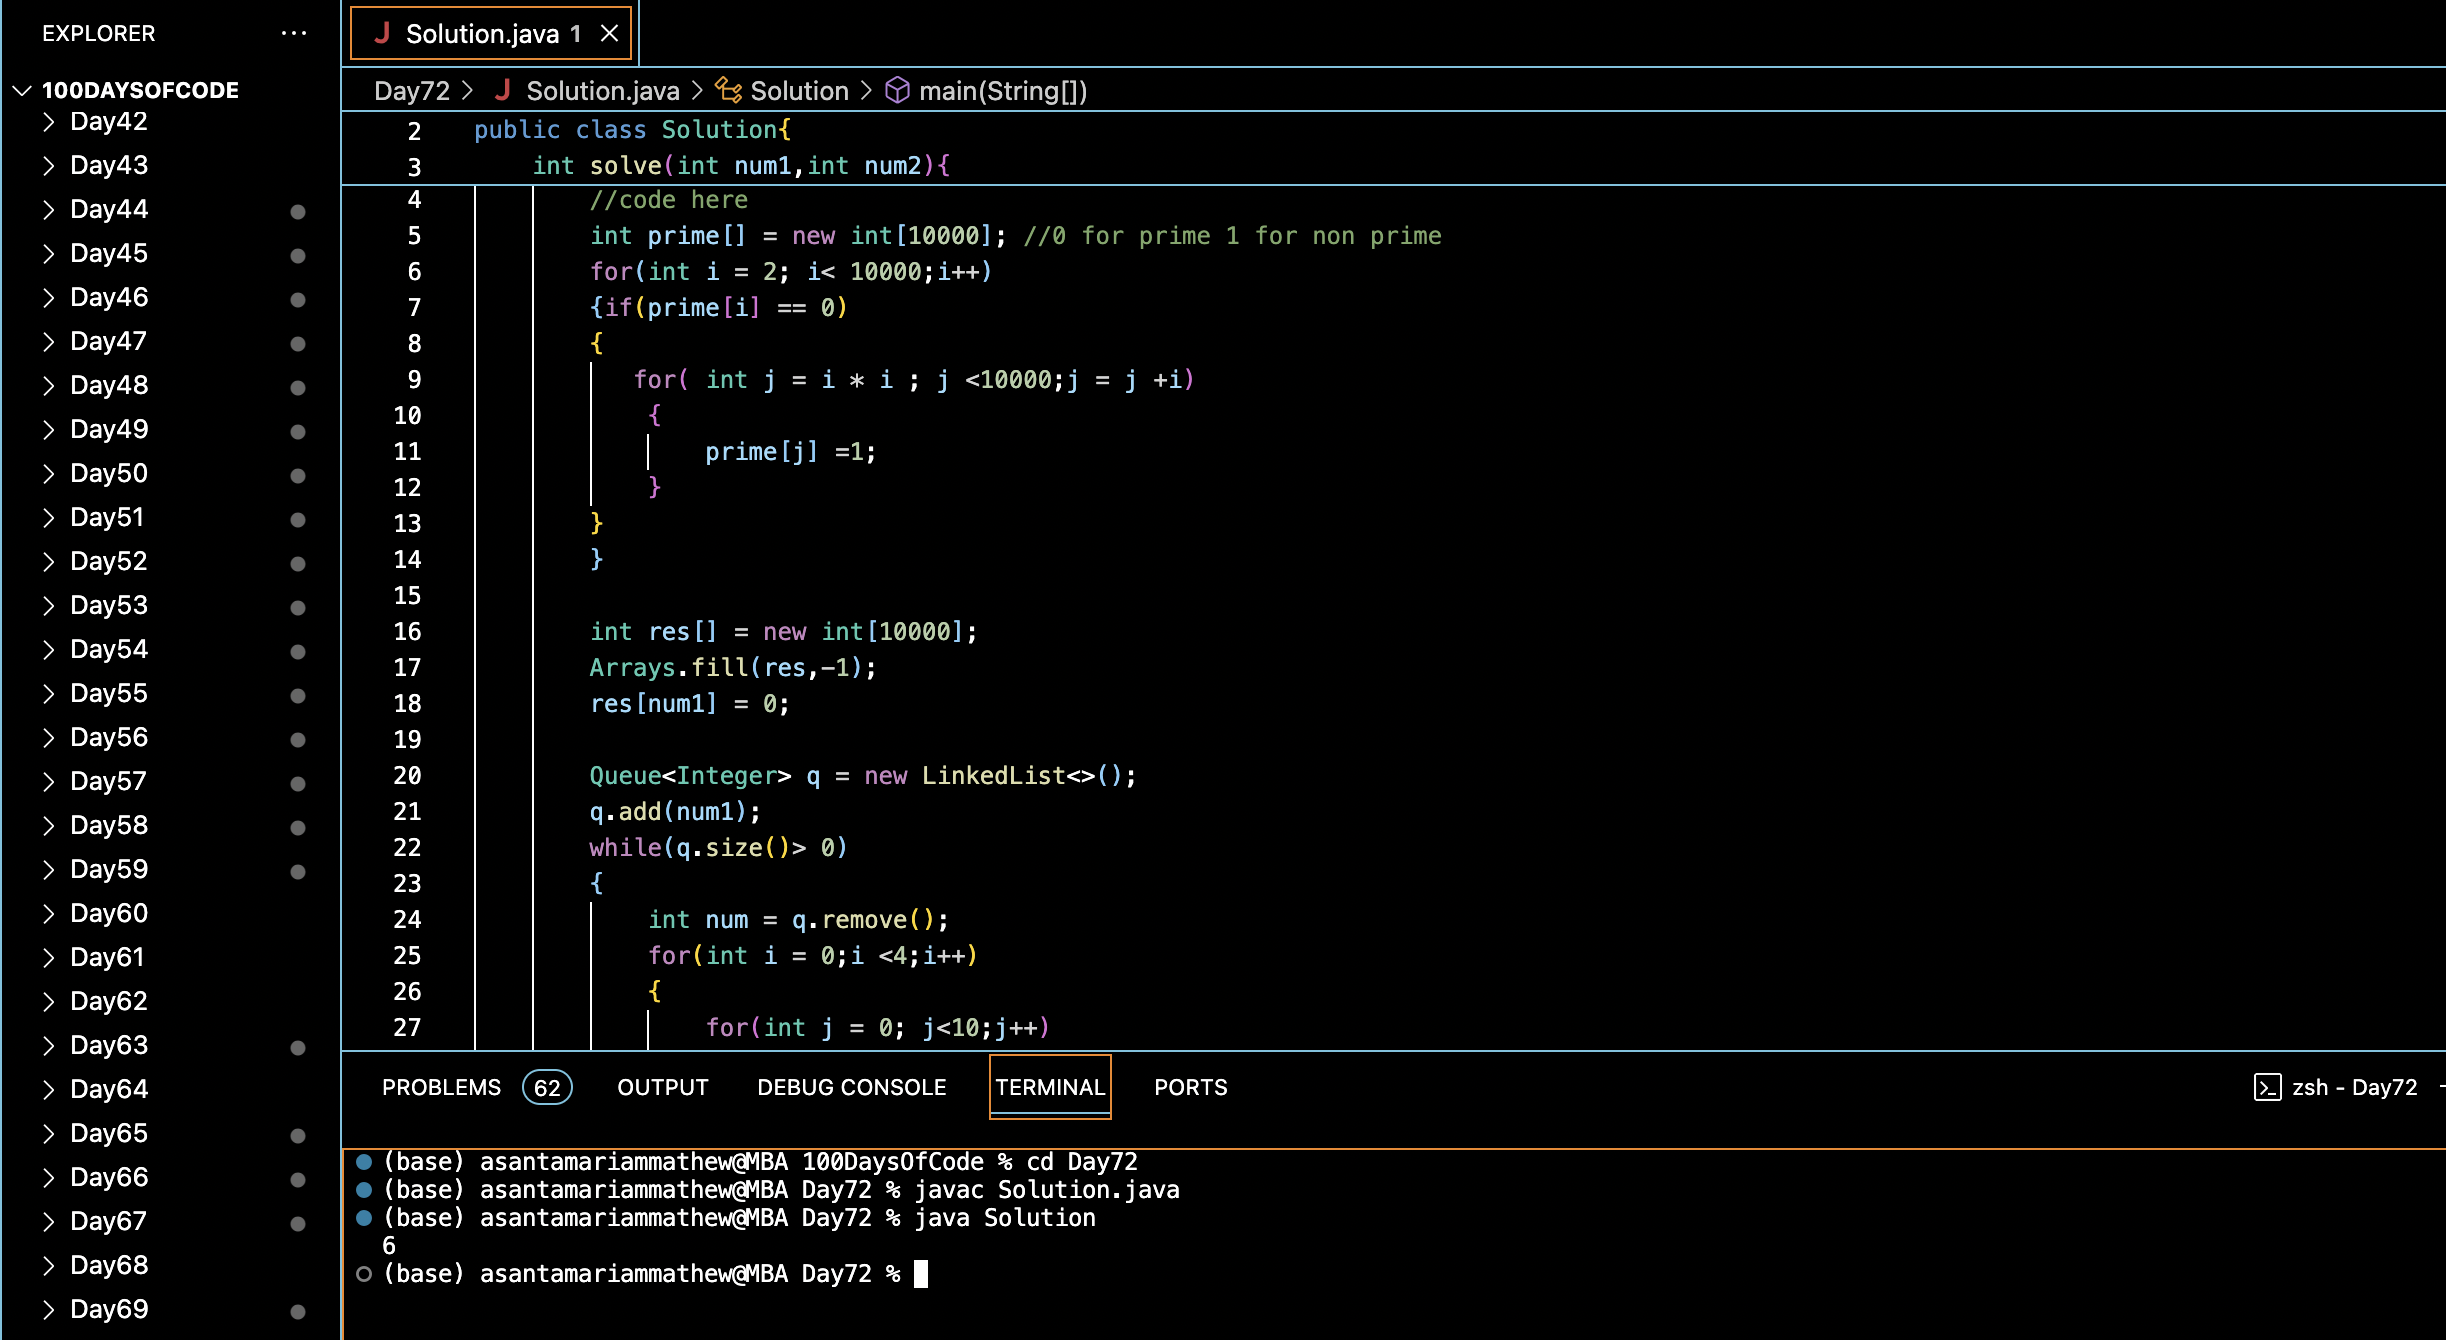 EXPLORER
100DAYSOFCODE
Day42
Day43
Day44
Day45
Day46
Day47
Day48
Day49
Day50
Day51
Day52
Day53
Day54
Day55
Day56
Day57
Day58
Day59
Day60
Day61
Day62
Day63
Day64
Day65
Day66
Day67
Day68
Day69
J Solution.java 1
Day72 > J Solution.java > Solution > main(String[])
2 public class Solution{
3 int solve(int num1,int num2){
4 //code here
5 int prime[] = new int[10000]; //0 for prime 1 for non prime
6 for(int i = 2; i< 10000;i++)
7 {if(prime[i] == 0)
8 {
9 for( int j = i * i ; j <10000;j = j +i)
10 {
11 prime[j] =1;
12 }
13 }
14 }
15
16 int res[] = new int[10000];
17 Arrays.fill(res,-1);
18 res[num1] = 0;
19
20 Queue<Integer> q = new LinkedList<>();
21 q.add(num1);
22 while(q.size()> 0)
23 {
24 int num = q.remove();
25 for(int i = 0;i <4;i++)
26 {
27 for(int j = 0; j<10;j++)
PROBLEMS 62 OUTPUT DEBUG CONSOLE TERMINAL PORTS zsh - Day72
(base) asantamariammathew@MBA 100DaysOfCode % cd Day72
(base) asantamariammathew@MBA Day72 % javac Solution.java
(base) asantamariammathew@MBA Day72 % java Solution
6
(base) asantamariammathew@MBA Day72 %